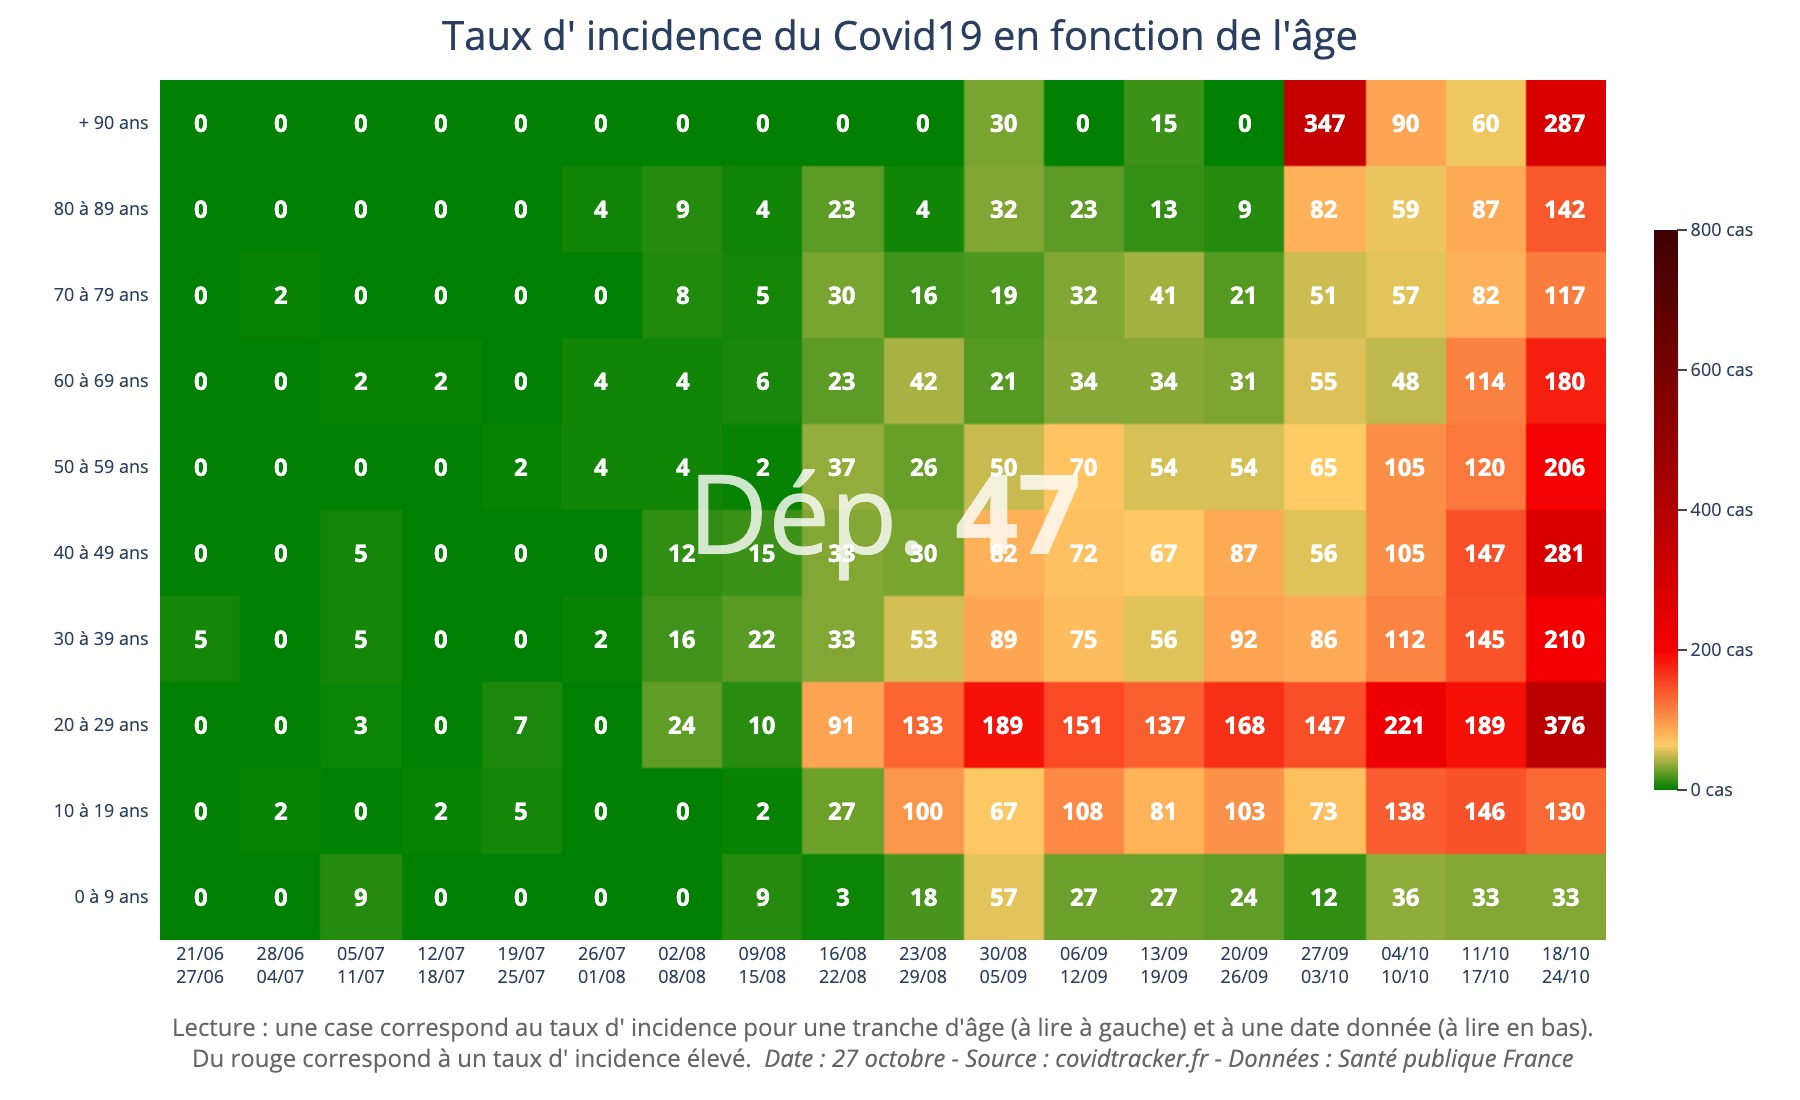 Taux d' incidence du Covid19 en fonction de l'âge
+ 90 ans 0 0 0 0 0 0 0 0 0 0 30 0 15 0 347 90 60 287
80 à 89 ans 0 0 0 0 0 4 9 4 23 4 32 23 13 9 82 59 87 142
70 à 79 ans 0 2 0 0 0 0 8 5 30 16 19 32 41 21 51 57 82 117
60 à 69 ans 0 0 2 2 0 4 4 6 23 42 21 34 34 31 55 48 114 180
50 à 59 ans 0 0 0 0 2 4 4 2 37 26 50 70 54 54 65 105 120 206
Dép. 47
40 à 49 ans 0 0 5 0 0 0 12 15 33 30 82 72 67 87 56 105 147 281
30 à 39 ans 5 0 5 0 0 2 16 22 33 53 89 75 56 92 86 112 145 210
20 à 29 ans 0 0 3 0 7 0 24 10 91 133 189 151 137 168 147 221 189 376
10 à 19 ans 0 2 0 2 5 0 0 2 27 100 67 108 81 103 73 138 146 130
0 à 9 ans 0 0 9 0 0 0 0 9 3 18 57 27 27 24 12 36 33 33
21/06 28/06 05/07 12/07 19/07 26/07 02/08 09/08 16/08 23/08 30/08 06/09 13/09 20/09 27/09 04/10 11/10 18/10
27/06 04/07 11/07 18/07 25/07 01/08 08/08 15/08 22/08 29/08 05/09 12/09 19/09 26/09 03/10 10/10 17/10 24/10
800 cas
600 cas
400 cas
200 cas
0 cas
Lecture : une case correspond au taux d' incidence pour une tranche d'âge (à lire à gauche) et à une date donnée (à lire en bas).
Du rouge correspond à un taux d' incidence élevé. Date : 27 octobre - Source : covidtracker.fr - Données : Santé publique France